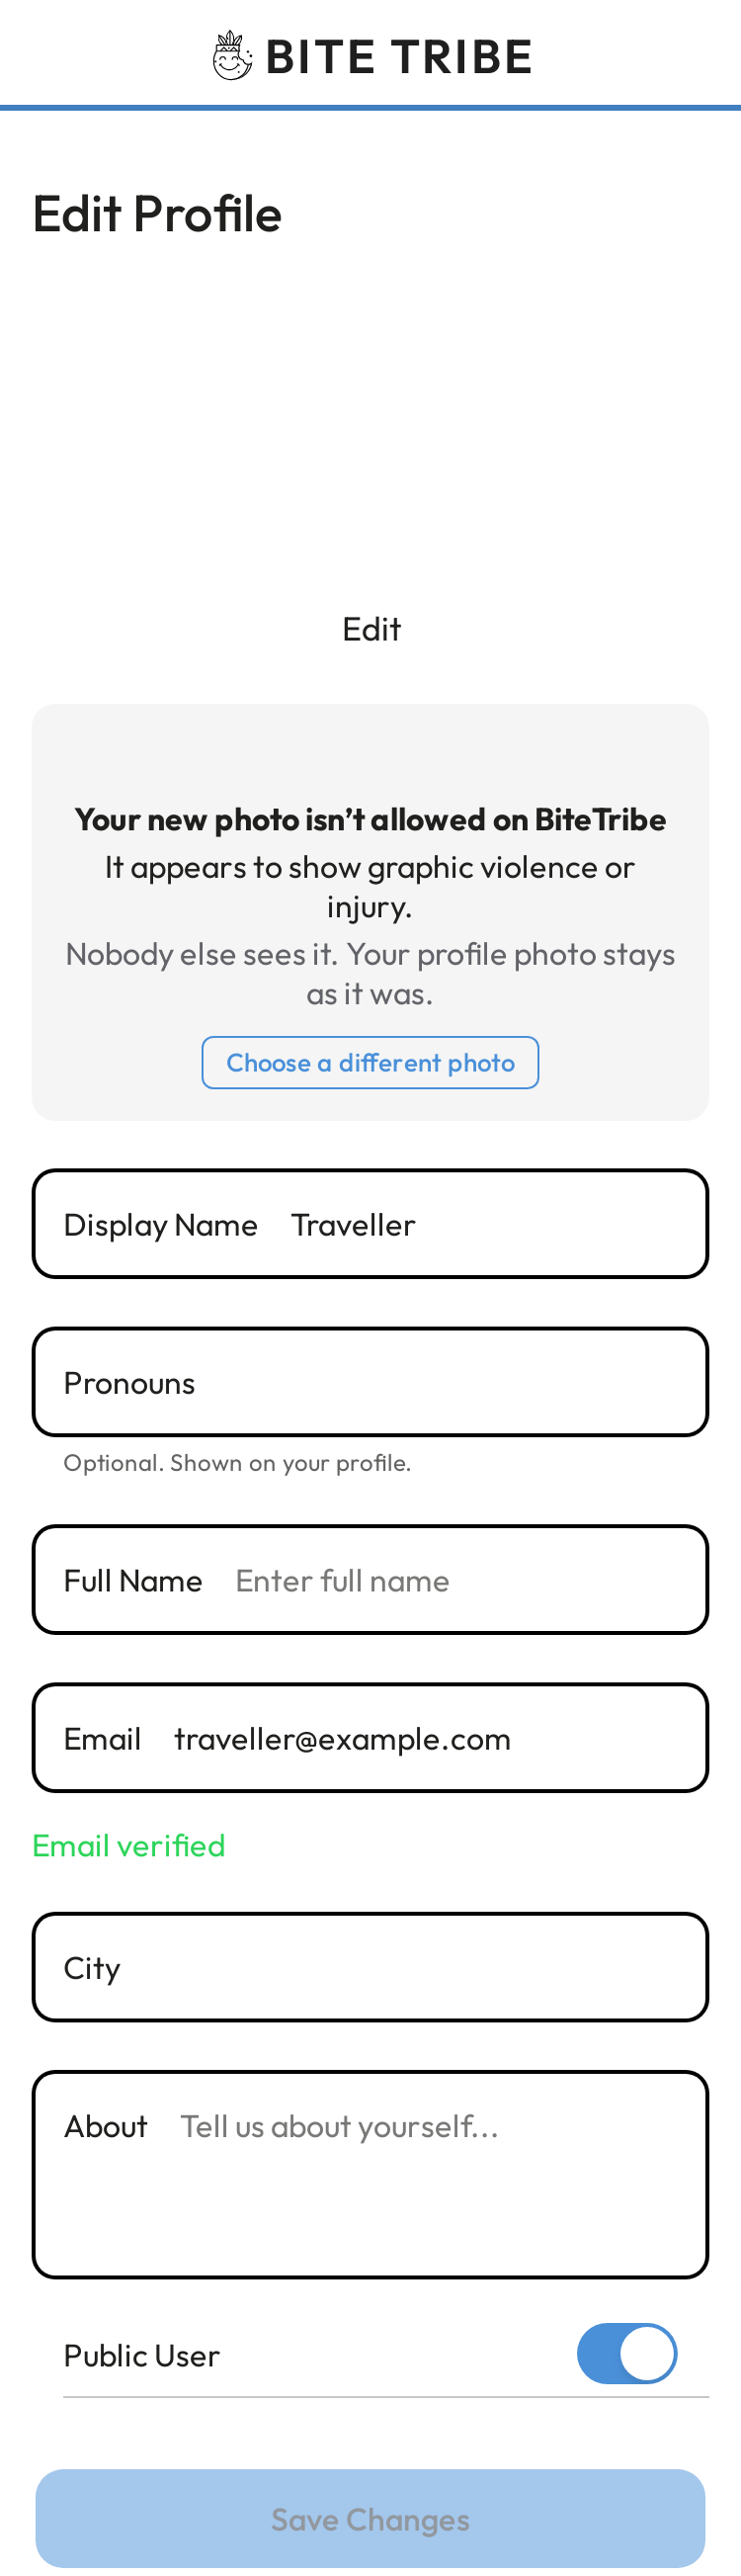 BITE TRIBE
Edit Profile
Edit
Your new photo isn’t allowed on BiteTribe
It appears to show graphic violence or
injury.
Nobody else sees it. Your profile photo stays
as it was.
Choose a different photo
Display Name Traveller
Pronouns
Optional. Shown on your profile.
Full Name Enter full name
Email traveller@example.com
Email verified
City
About Tell us about yourself...
Public User
Save Changes